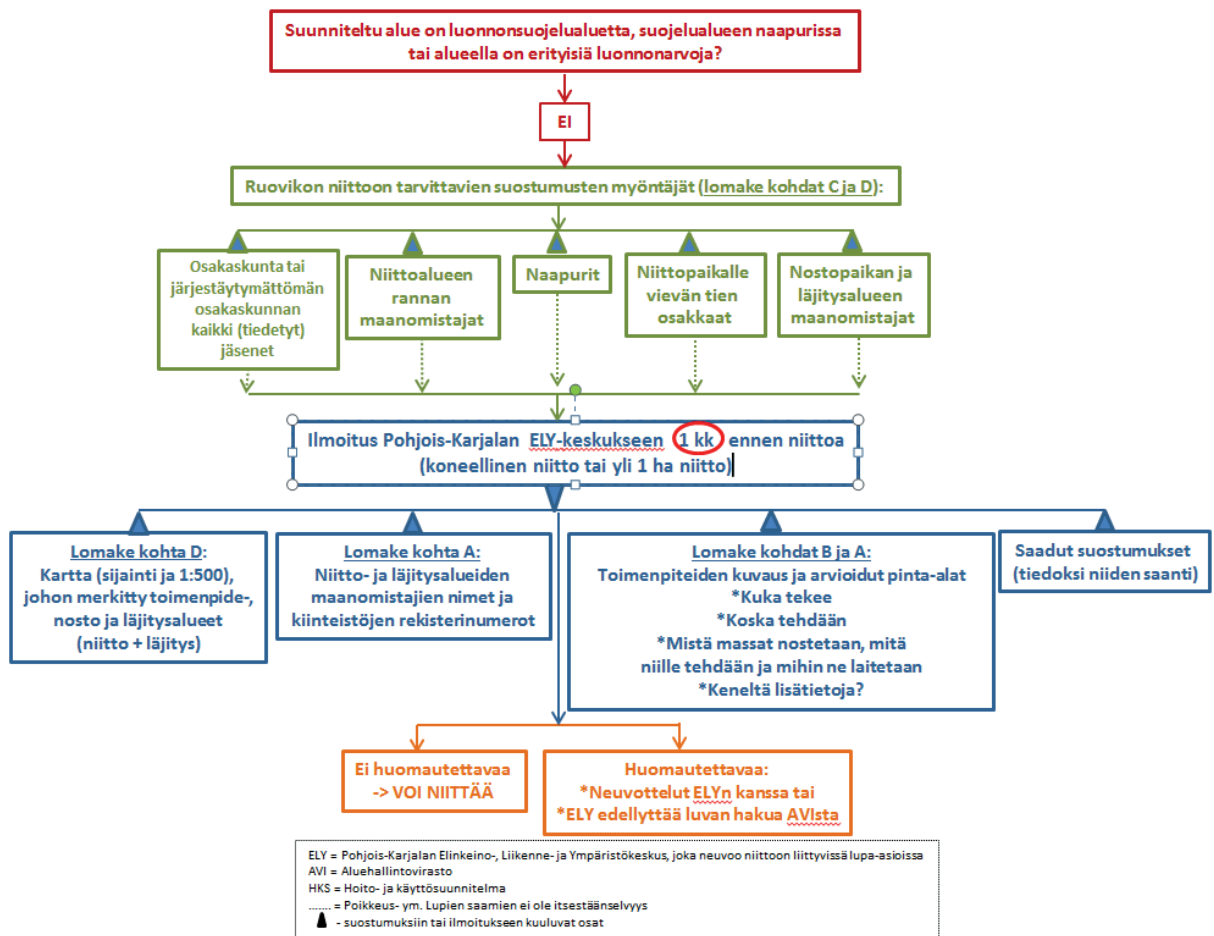 Suunniteltu alue on luonnonsuojelualuetta, suojelualueen naapurissa
tai alueella on erityisiä luonnonarvoja?
EI
Ruovikon niittoon tarvittavien suostumusten myöntäjät (lomake kohdat C ja D):
Osakaskunta tai
järjestäytymättömän
osakaskunnan
kaikki (tiedetyt)
jäsenet
Niittoalueen
rannan
maanomistajat
Naapurit
Niittopaikalle
vievän tien
osakkaat
Nostopaikan ja
läjitysalueen
maanomistajat
Ilmoitus Pohjois-Karjalan ELY-keskukseen 1 kk ennen niittoa
(koneellinen niitto tai yli 1 ha niitto)
Lomake kohta D:
Kartta (sijainti ja 1:500),
johon merkitty toimenpide-,
nosto ja läjitysalueet
(niitto + läjitys)
Lomake kohta A:
Niitto- ja läjitysalueiden
maanomistajien nimet ja
kiinteistöjen rekisterinumerot
Lomake kohdat B ja A:
Toimenpiteiden kuvaus ja arvioidut pinta-alat
*Kuka tekee
*Koska tehdään
*Mistä massat nostetaan, mitä
niille tehdään ja mihin ne laitetaan
*Keneltä lisätietoja?
Saadut suostumukset
(tiedoksi niiden saanti)
Ei huomautettavaa
-> VOI NIITTÄÄ
Huomautettavaa:
*Neuvottelut ELYn kanssa tai
*ELY edellyttää luvan hakua AVIsta
ELY = Pohjois-Karjalan Elinkeino-, Liikenne- ja Ympäristökeskus, joka neuvoo niittoon liittyvissä lupa-asioissa
AVI = Aluehallintovirasto
HKS = Hoito- ja käyttösuunnitelma
....... = Poikkeus- ym. Lupien saamien ei ole itsestäänselvyys
- suostumuksiin tai ilmoitukseen kuuluvat osat